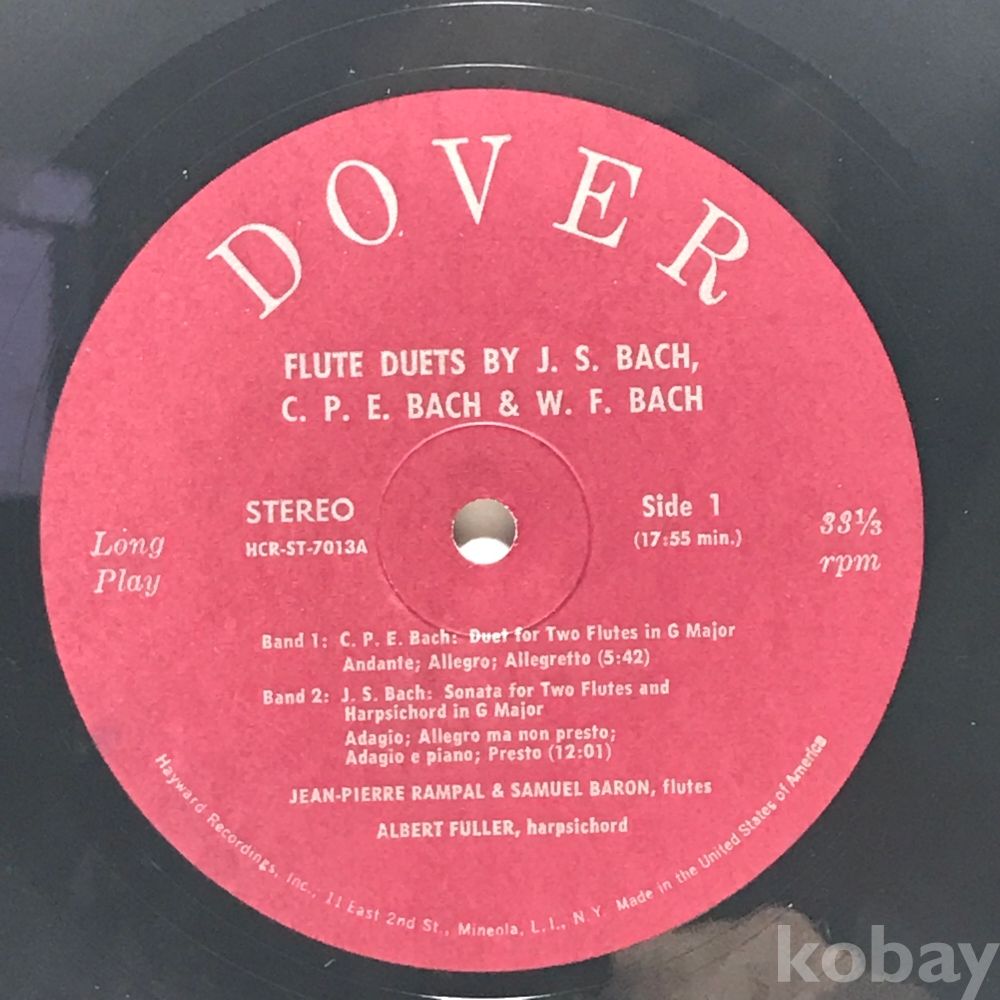 DOVER
FLUTE DUETS BY J. S. BACH,
C. P. E. BACH & W. F. BACH
STEREO
HCR-ST-7013A
Side 1
(17:55 min.)
Long
Play
33⅓
rpm
Band 1: C. P. E. Bach: Duet for Two Flutes in G Major
Andante; Allegro; Allegretto (5:42)
Band 2: J. S. Bach: Sonata for Two Flutes and
Harpsichord in G Major
Adagio; Allegro ma non presto;
Adagio e piano; Presto (12:01)
JEAN-PIERRE RAMPAL & SAMUEL BARON, flutes
ALBERT FULLER, harpsichord
Hayward Recordings, Inc., 11 East 2nd St., Mineola, L. I., N. Y. Made in the United States of America
kobay